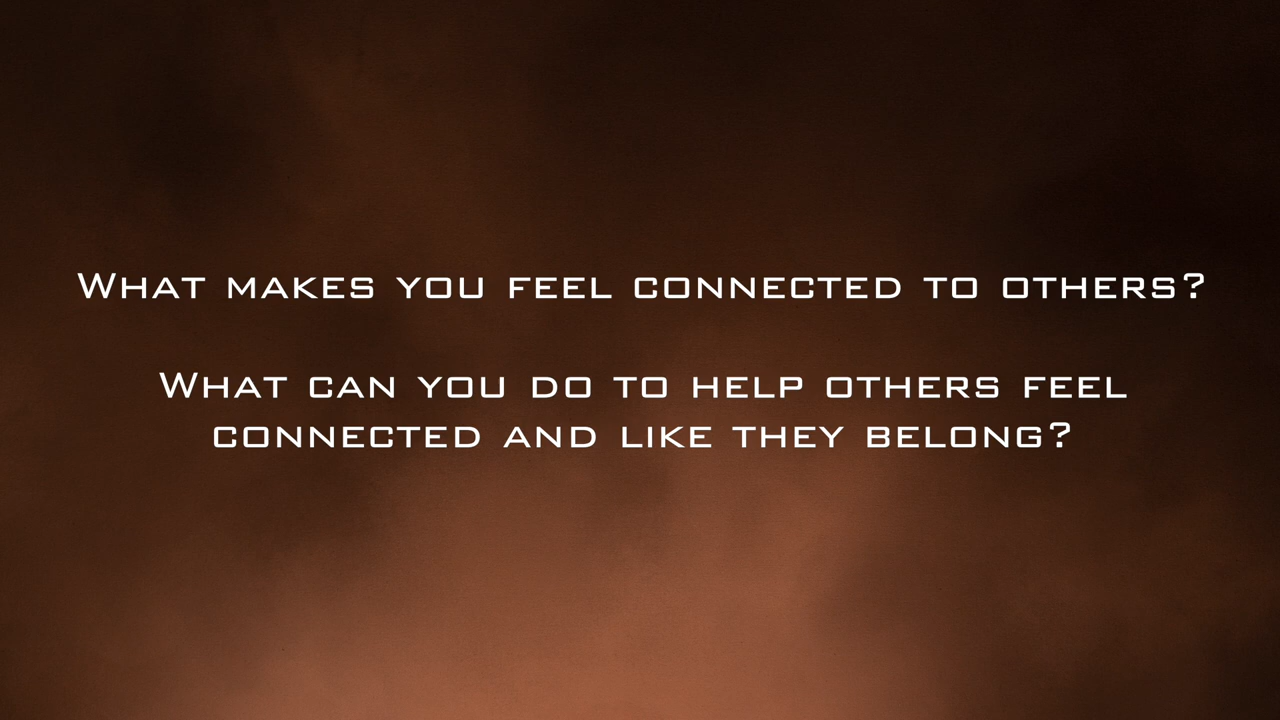 What makes you feel connected to others?
What can you do to help others feel
connected and like they belong?